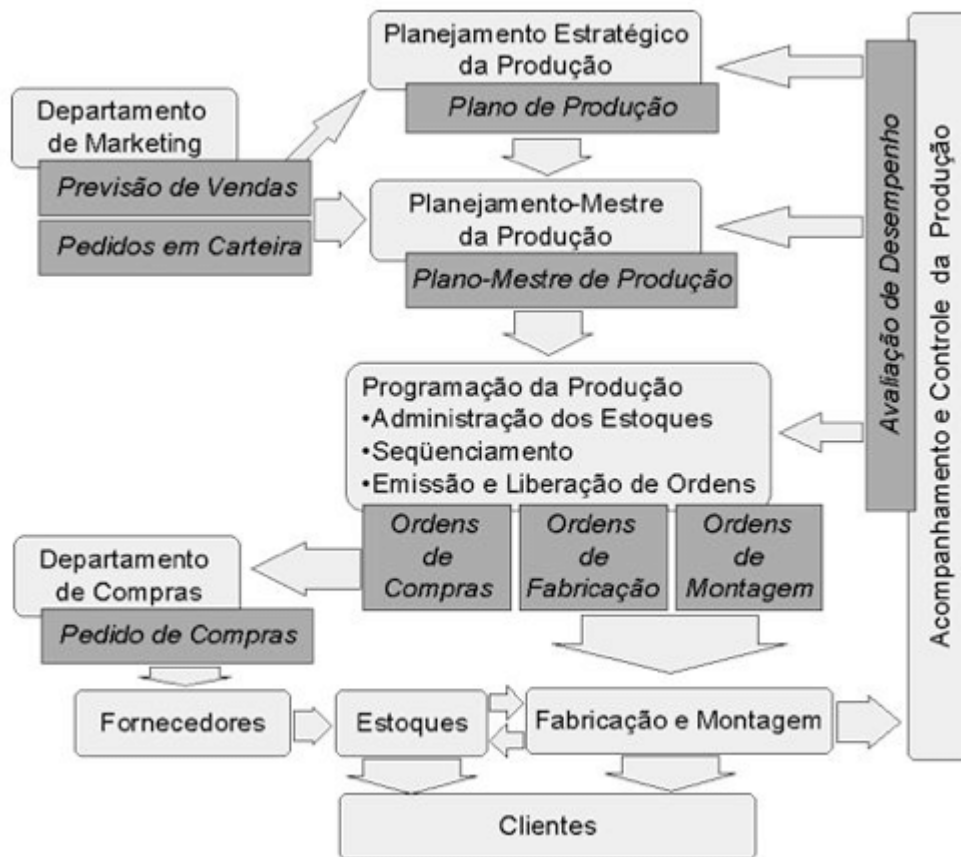 Planejamento Estratégico
da Produção
Plano de Produção
Departamento
de Marketing
Previsão de Vendas
Pedidos em Carteira
Planejamento-Mestre
da Produção
Plano-Mestre de Produção
Programação da Produção
•Administração dos Estoques
•Seqüenciamento
•Emissão e Liberação de Ordens
Ordens
de
Compras
Ordens
de
Fabricação
Ordens
de
Montagem
Departamento
de Compras
Pedido de Compras
Fornecedores
Estoques
Fabricação e Montagem
Clientes
Avaliação de Desempenho
Acompanhamento e Controle da Produção